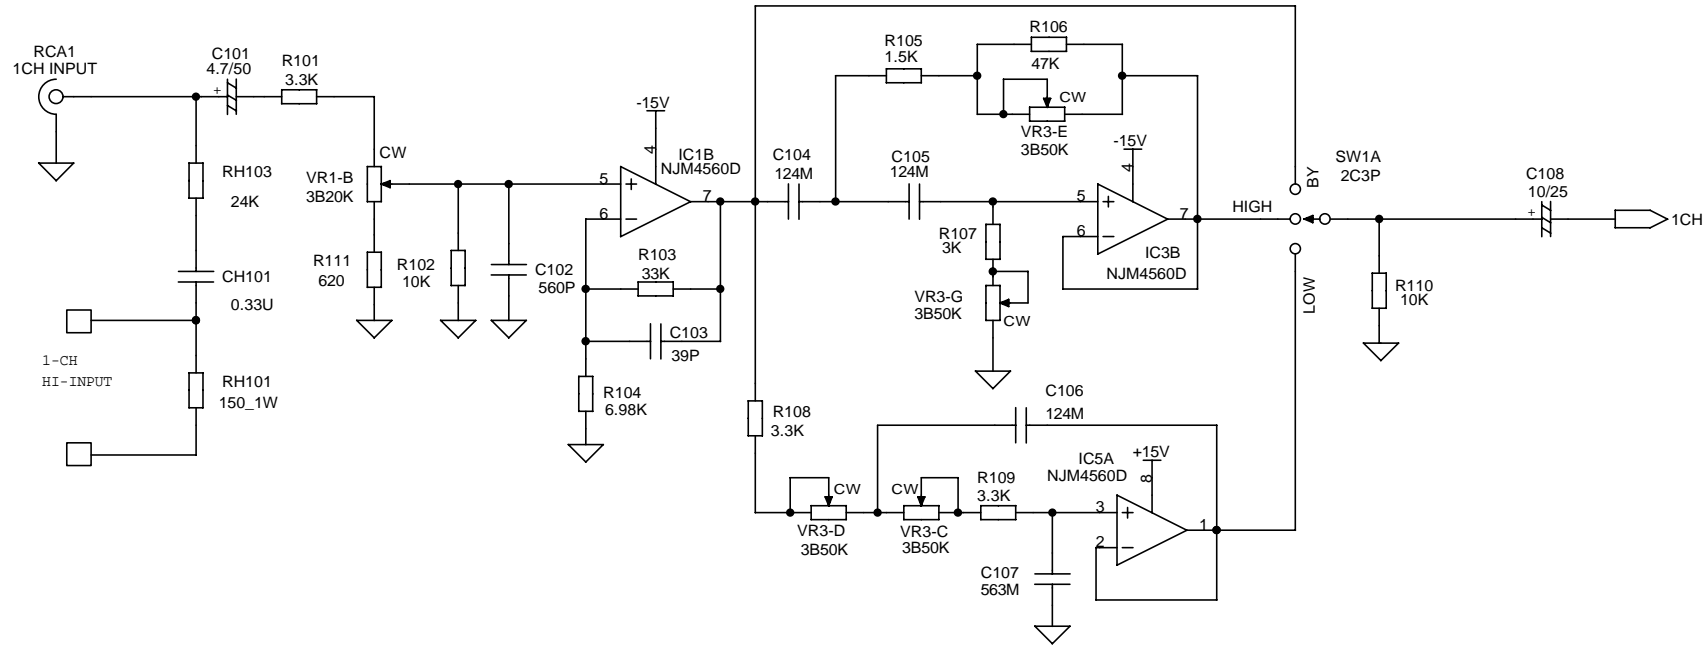 RCA1
1CH INPUT
C101
4.7/50
+
R101
3.3K
RH103
24K
CH101
0.33U
1-CH
HI-INPUT
RH101
150_1W
CW
VR1-B
3B20K
R111
620
R102
10K
C102
560P
-15V
4
IC1B
NJM4560D
5
+
6
−
7
R103
33K
C103
39P
R104
6.98K
C104
124M
C105
124M
R105
1.5K
R106
47K
CW
VR3-E
3B50K
-15V
4
5
+
6
−
7
IC3B
NJM4560D
R107
3K
VR3-G
3B50K
CW
R108
3.3K
CW
VR3-D
3B50K
CW
VR3-C
3B50K
C106
124M
R109
3.3K
IC5A
NJM4560D
+15V
8
3
+
2
−
1
C107
563M
BY
HIGH
LOW
SW1A
2C3P
R110
10K
C108
10/25
+
1CH